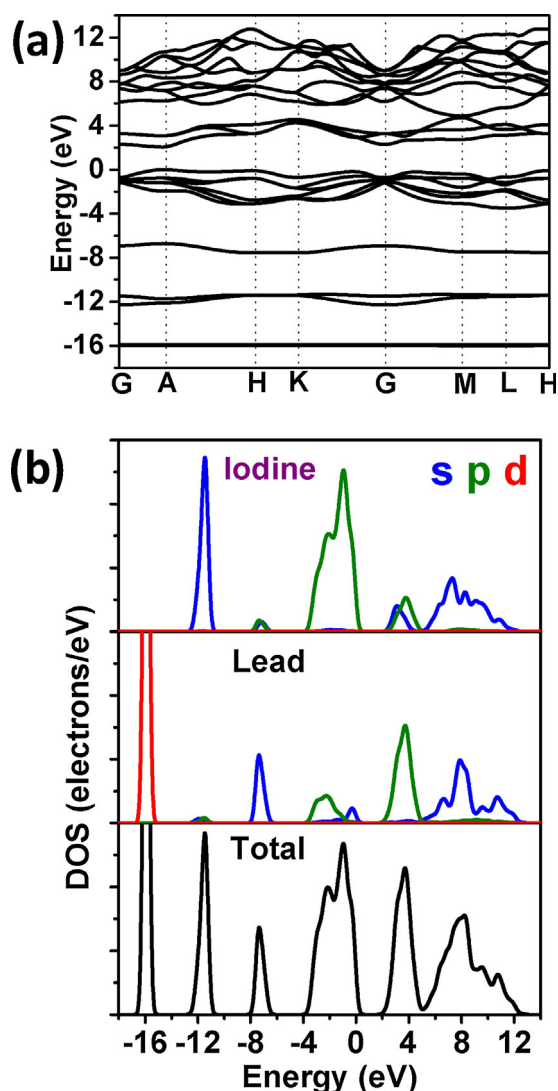 (a)
12
8
4
0
-4
-8
-12
-16
Energy (eV)
G A H K G M L H
(b)
Iodine s p d
Lead
Total
DOS (electrons/eV)
-16 -12 -8 -4 0 4 8 12
Energy (eV)